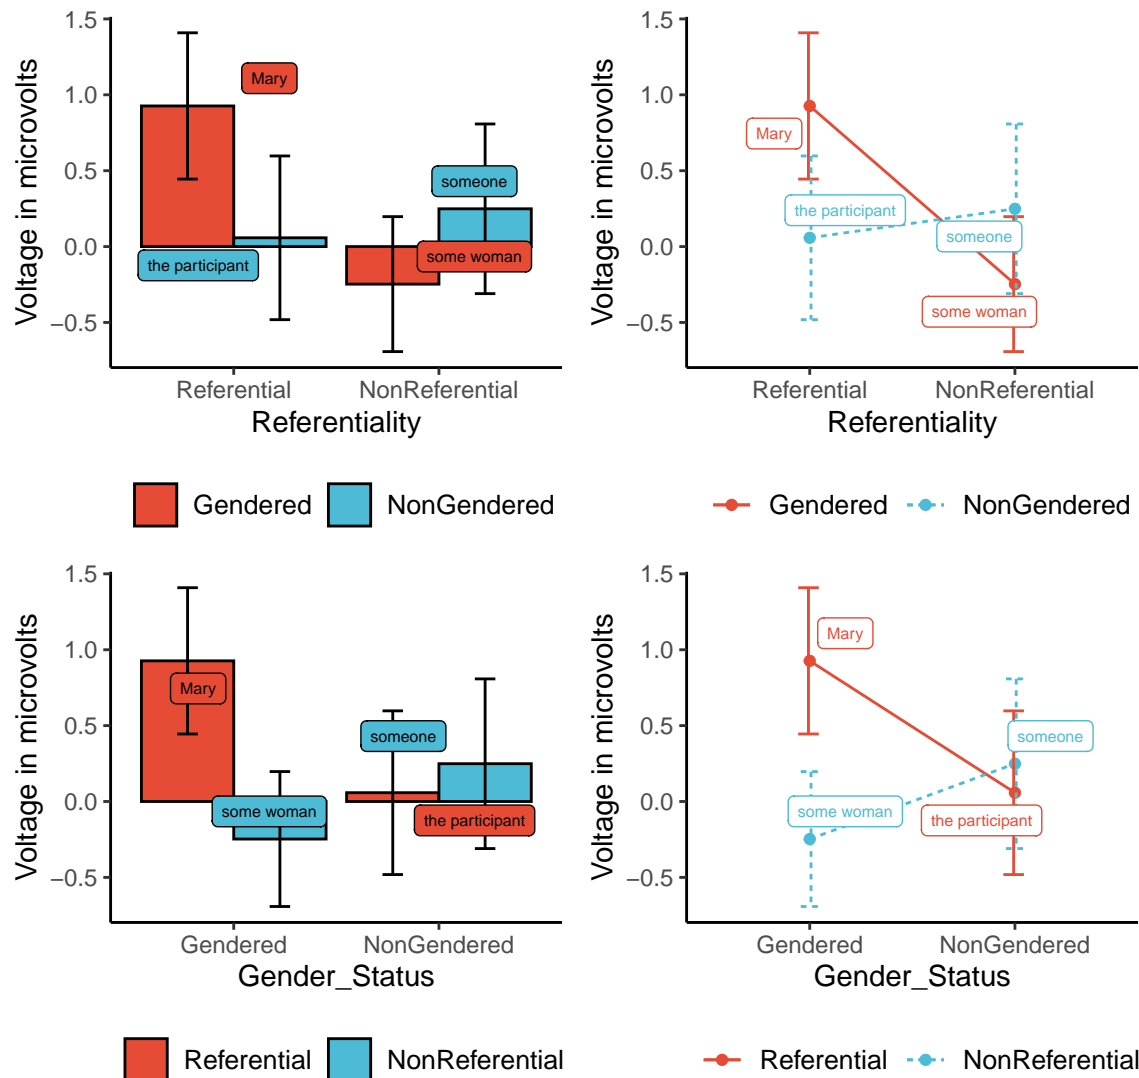 Voltage in microvolts
1.5
1.0
0.5
0.0
−0.5
Mary
someone
the participant
some woman
Referential NonReferential
Referentiality
Gendered NonGendered
Voltage in microvolts
1.5
1.0
0.5
0.0
−0.5
Mary
the participant
someone
some woman
Referential NonReferential
Referentiality
Gendered NonGendered
Voltage in microvolts
1.5
1.0
0.5
0.0
−0.5
Mary
someone
some woman
the participant
Gendered NonGendered
Gender_Status
Referential NonReferential
Voltage in microvolts
1.5
1.0
0.5
0.0
−0.5
Mary
someone
some woman
the participant
Gendered NonGendered
Gender_Status
Referential NonReferential